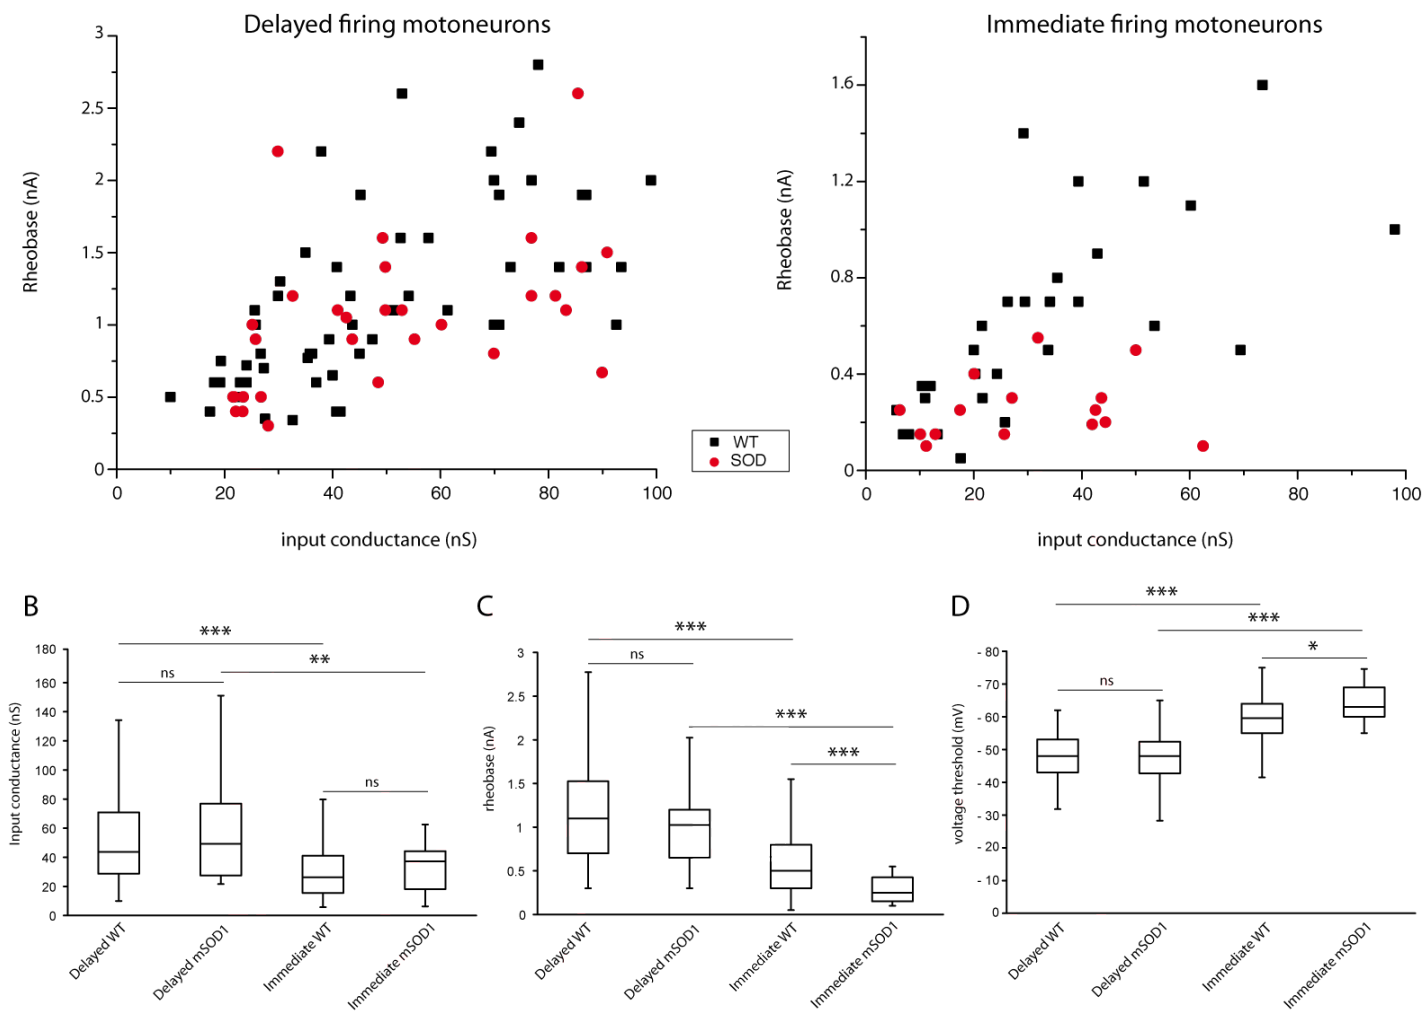 Delayed firing motoneurons
Immediate firing motoneurons
Rheobase (nA)
3
2.5
2
1.5
1
0.5
0
0
20
40
60
80
100
input conductance (nS)
WT
SOD
Rheobase (nA)
1.6
1.2
0.8
0.4
0
0
20
40
60
80
100
input conductance (nS)
B
***
ns
**
ns
Input conductance (nS)
180
160
140
120
100
80
60
40
20
0
Delayed WT
Delayed mSOD1
Immediate WT
Immediate mSOD1
C
***
ns
***
***
rheobase (nA)
3
2.5
2
1.5
1
0.5
0
Delayed WT
Delayed mSOD1
Immediate WT
Immediate mSOD1
D
***
***
*
ns
voltage threshold (mV)
- 80
- 70
- 60
- 50
- 40
- 30
- 20
- 10
0
Delayed WT
Delayed mSOD1
Immediate WT
Immediate mSOD1